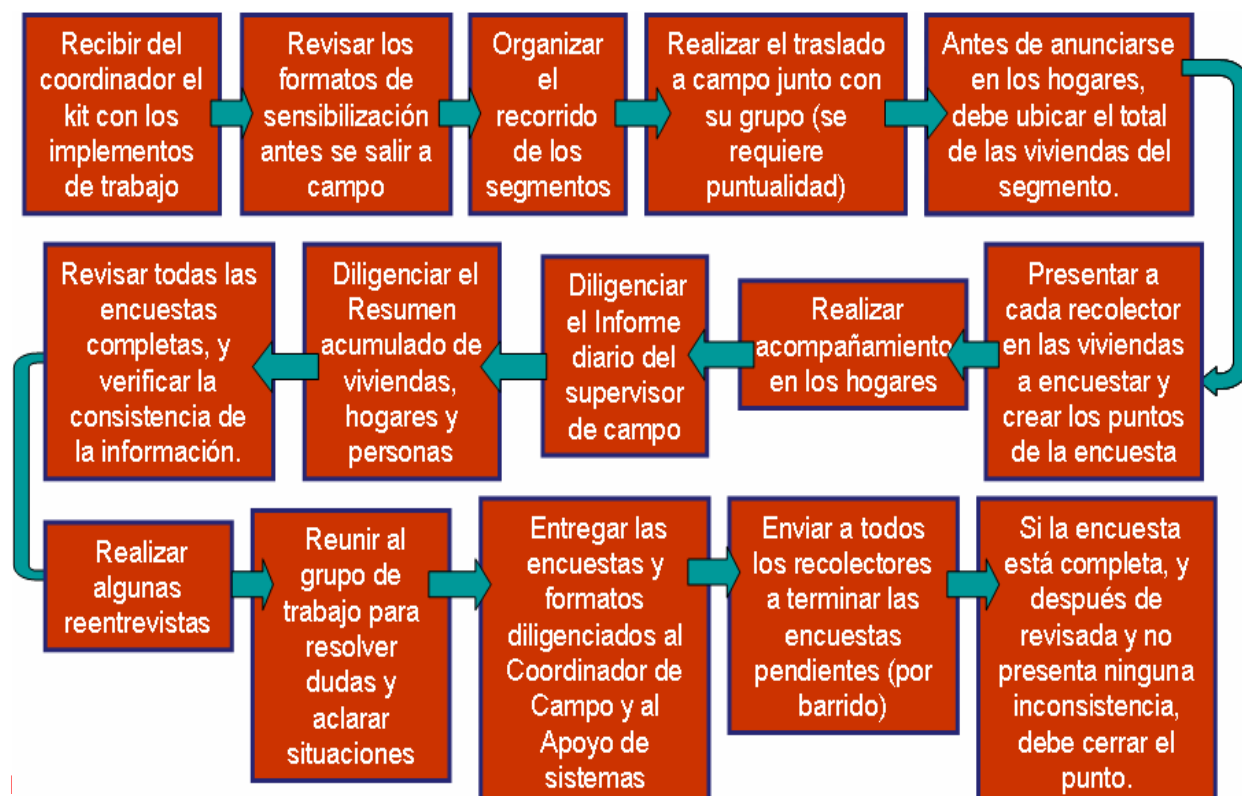 Recibir del
coordinador el
kit con los
implementos
de trabajo
Revisar los
formatos de
sensibilización
antes se salir a
campo
Organizar
el
recorrido
de los
segmentos
Realizar el traslado
a campo junto con
su grupo (se
requiere
puntualidad)
Antes de anunciarse
en los hogares,
debe ubicar el total
de las viviendas del
segmento.
Presentar a
cada recolector
en las viviendas
a encuestar y
crear los puntos
de la encuesta
Realizar
acompañamiento
en los hogares
Diligenciar
el Informe
diario del
supervisor
de campo
Diligenciar el
Resumen
acumulado de
viviendas,
hogares y
personas
Revisar todas las
encuestas
completas, y
verificar la
consistencia de
la información.
Realizar
algunas
reentrevistas
Reunir al
grupo de
trabajo para
resolver
dudas y
aclarar
situaciones
Entregar las
encuestas y
formatos
diligenciados al
Coordinador de
Campo y al
Apoyo de
sistemas
Enviar a todos
los recolectores
a terminar las
encuestas
pendientes (por
barrido)
Si la encuesta
está completa, y
después de
revisada y no
presenta ninguna
inconsistencia,
debe cerrar el
punto.